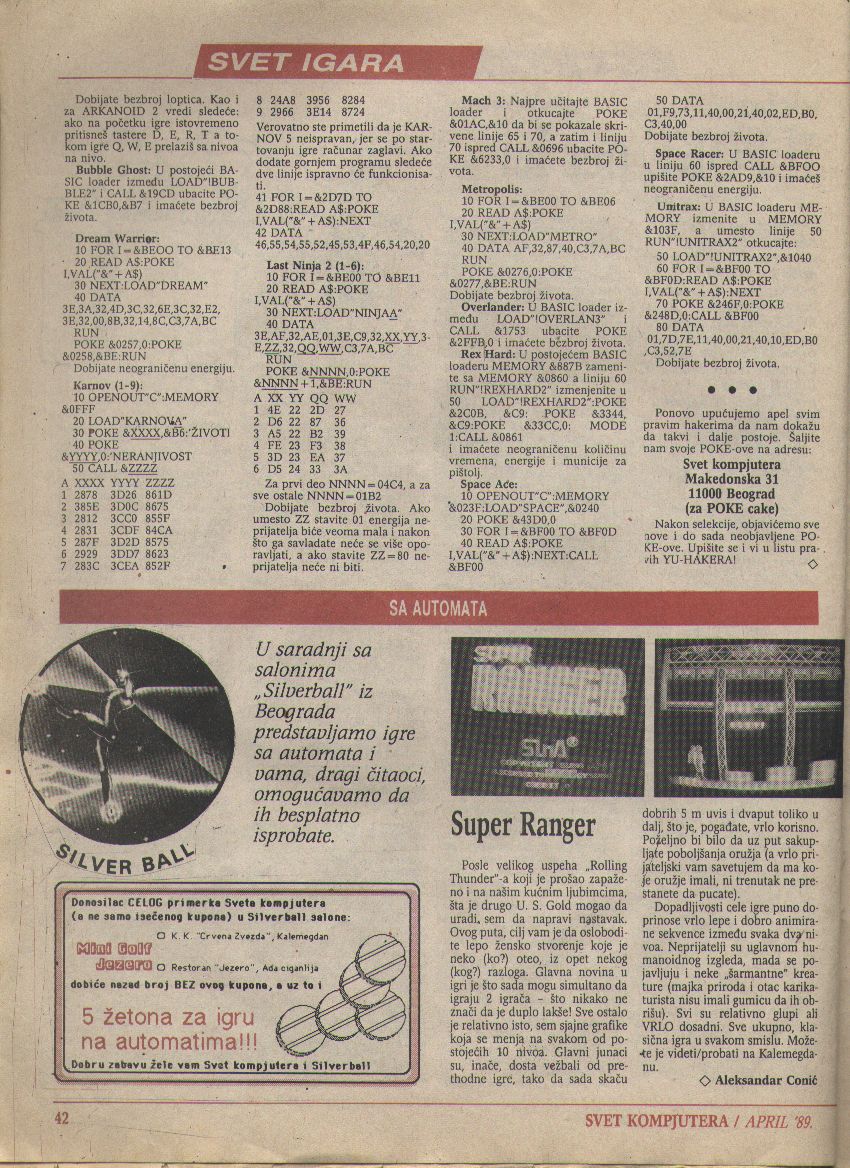 SVET IGARA
Dobijate bezbroj loptica. Kao i
za ARKANOID 2 vredi sledeće:
ako na početku igre istovremeno
pritisneš tastere D, E, R, T a to-
kom igre Q, W, E prelaziš sa nivoa
na nivo.
Bubble Ghost: U postojeći BA-
SIC loader između LOAD"!BUB-
BLE2" i CALL &19CD ubacite PO-
KE &1CB0,&B7 i imaćete bezbroj
života.
Dream Warrior:
10 FOR I=&BEOO TO &BE13
20 READ A$:POKE
I,VAL("&"+A$)
30 NEXT:LOAD"DREAM"
40 DATA
3E,3A,32,4D,3C,32,6E,3C,32,E2,
3E,32,00,8B,32,14,8C,C3,7A,BC
RUN
POKE &0257,0:POKE
&0258,&BE:RUN
Dobijate neograničenu energiju.
Karnov (1-9):
10 OPENOUT"C":MEMORY
&0FFF
20 LOAD"KARNOVA"
30 POKE &XXXX,&B6:'ŽIVOTI
40 POKE
&YYYY,0:'NERANJIVOST
50 CALL &ZZZZ
A XXXX YYYY ZZZZ
1 2878 3D26 861D
2 385E 3D0C 8675
3 2812 3CC0 855F
4 2831 3CDF 84CA
5 287F 3D2D 8575
6 2929 3DD7 8623
7 283C 3CEA 852F
8 24A8 3956 8284
9 2966 3E14 8724
Verovatno ste primetili da je KAR-
NOV 5 neispravan, jer se po star-
tovanju igre računar zaglavi. Ako
dodate gornjem programu sledeće
dve linije ispravno će funkcionisa-
ti.
41 FOR I=&2D7D TO
&2D88:READ A$:POKE
I,VAL("&"+A$):NEXT
42 DATA
46,55,54,55,52,45,53,4F,46,54,20,20
Last Ninja 2 (1-6):
10 FOR I=&BE00 TO &BE11
20 READ A$:POKE
I,VAL("&"+A$)
30 NEXT:LOAD"NINJAA"
40 DATA
3E,AF,32,AE,01,3E,C9,32,XX,YY,3-
E,ZZ,32,QQ,WW,C3,7A,BC
RUN
POKE &NNNN,0:POKE
&NNNN+1,&BE:RUN
A XX YY QQ WW
1 4E 22 2D 27
2 D6 22 87 36
3 A5 22 B2 39
4 FE 23 F3 38
5 3D 23 EA 37
6 D5 24 33 3A
Za prvi deo NNNN=04C4, a za
sve ostale NNNN=01B2
Dobijate bezbroj života. Ako
umesto ZZ stavite 01 energija ne-
prijatelja biće veoma mala i nakon
što ga savladate neće se više opo-
ravljati, a ako stavite ZZ=80 ne-
prijatelja neće ni biti.
Mach 3: Najpre učitajte BASIC
loader i otkucajte POKE
&01AC,&10 da bi se pokazale skri-
vene linije 65 i 70, a zatim i liniju
70 ispred CALL &0696 ubacite PO-
KE &6233,0 i imaćete bezbroj ži-
vota.
Metropolis:
10 FOR I=&BE00 TO &BE06
20 READ A$:POKE
I,VAL("&"+A$)
30 NEXT:LOAD"METRO"
40 DATA AF,32,87,40,C3,7A,BC
RUN
POKE &0276,0:POKE
&0277,&BE:RUN
Dobijate bezbroj života.
Overlander: U BASIC loader iz-
među LOAD"!OVERLAN3" i
CALL &1753 ubacite POKE
&2FFB,0 i imaćete bezbroj života.
Rex Hard: U postojećem BASIC
loaderu MEMORY &887B zameni-
te sa MEMORY &0860 a liniju 60
RUN"!REXHARD2" izmenjenite u
50 LOAD"!REXHARD2":POKE
&2C0B, &C9: POKE &3344,
&C9:POKE &33CC,0: MODE
1:CALL &0861
i imaćete neograničenu količinu
vremena, energije i municije za
pištolj.
Space Ace:
10 OPENOUT"C":MEMORY
&023F:LOAD"SPACE",&0240
20 POKE &43D0,0
30 FOR I=&BF00 TO &BF0D
40 READ A$:POKE
I,VAL"&"+A$):NEXT:CALL
&BF00
50 DATA
01,F9,73,11,40,00,21,40,02,ED,B0,
C3,40,00
Dobijate bezbroj života.
Space Racer: U BASIC loaderu
u liniju 60 ispred CALL &BFOO
upišite POKE &2AD9,&10 i imaćeš
neograničenu energiju.
Unitrax: U BASIC loaderu ME-
MORY izmenite u MEMORY
&103F, a umesto linije 50
RUN"!UNITRAX2" otkucajte:
50 LOAD"!UNITRAX2",&1040
60 FOR I=&BF00 TO
&BF0D:READ A$:POKE
I,VAL("&"+A$):NEXT
70 POKE &246F,0:POKE
&248D,0:CALL &BF00
80 DATA
01,7D,7E,11,40,00,21,40,10,ED,B0
,C3,52,7E
Dobijate bezbroj života.
Ponovo upućujemo apel svim
pravim hakerima da nam dokažu
da takvi i dalje postoje. Šaljite
nam svoje POKE-ove na adresu:
Svet kompjutera
Makedonska 31
11000 Beograd
(za POKE cake)
Nakon selekcije, objavićemo sve
nove i do sada neobjavljene PO-
KE-ove. Upišite se i vi u listu pra-
vih YU-HAKERA!
SA AUTOMATA
SILVER BALL
U saradnji sa
salonima
„Silverball" iz
Beograda
predstavljamo igre
sa automata i
vama, dragi čitaoci,
omogućavamo da
ih besplatno
isprobate.
Donosilac CELOG primerka Sveta kompjutera
(a ne samo isečenog kupona) u Silverball salone:
K. K. "Crvena Zvezda", Kalemegdan
Mini Golf
Jezero
Restoran "Jezero", Ada ciganlija
dobiće nazad broj BEZ ovog kupona, a uz to i
5 žetona za igru
na automatima!!!
Dobru zabavu žele vam Svet kompjutera i Silverball
SUPER
RANGER
SUNA
Super Ranger
Posle velikog uspeha „Rolling
Thunder"-a koji je prošao zapaže-
no i na našim kućnim ljubimcima,
šta je drugo U. S. Gold mogao da
uradi, sem da napravi nastavak.
Ovog puta, cilj vam je da oslobodi-
te lepo žensko stvorenje koje je
neko (ko?) oteo, iz opet nekog
(kog?) razloga. Glavna novina u
igri je što sada mogu simultano da
igraju 2 igrača – što nikako ne
znači da je duplo lakše! Sve ostalo
je relativno isto, sem sjajne grafike
koja se menja na svakom od po-
stojećih 10 nivoa. Glavni junaci
su, inače, dosta vežbali od pre-
thodne igre, tako da sada skaču
dobrih 5 m uvis i dvaput toliko u
dalj, što je, pogađate, vrlo korisno.
Poželjno bi bilo da uz put sakup-
ljate poboljšanja oružja (a vrlo pri-
jateljski vam savetujem da ma ko-
je oružje imali, ni trenutak ne pre-
stanete da pucate).
Dopadljivosti cele igre puno do-
prinose vrlo lepe i dobro animira-
ne sekvence između svaka dva ni-
voa. Neprijatelji su uglavnom hu-
manoidnog izgleda, mada se po-
javljuju i neke „šarmantne" krea-
ture (majka priroda i otac karika-
turista nisu imali gumicu da ih ob-
rišu). Svi su relativno glupi ali
VRLO dosadni. Sve ukupno, kla-
sična igra u svakom smislu. Može-
te je videti/probati na Kalemegda-
nu.
Aleksandar Conić
42
SVET KOMPJUTERA / APRIL '89.